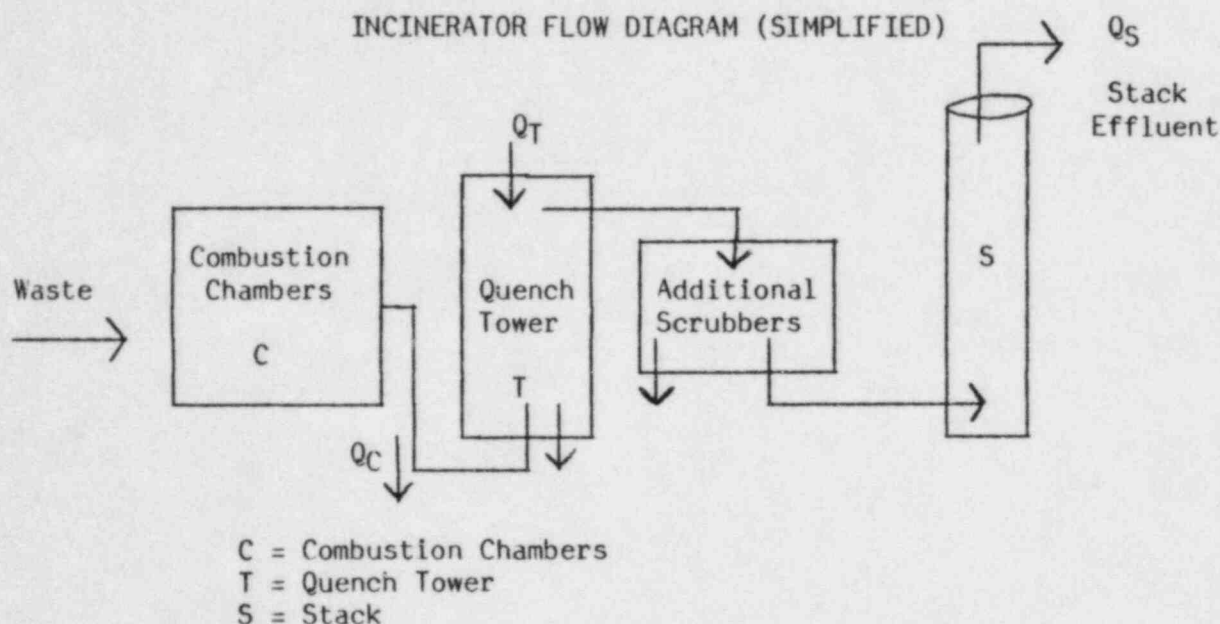 INCINERATOR FLOW DIAGRAM (SIMPLIFIED)
QS
Stack
Effluent
QT
Waste
Combustion
Chambers
C
Quench
Tower
T
Additional
Scrubbers
S
QC
C = Combustion Chambers
T = Quench Tower
S = Stack